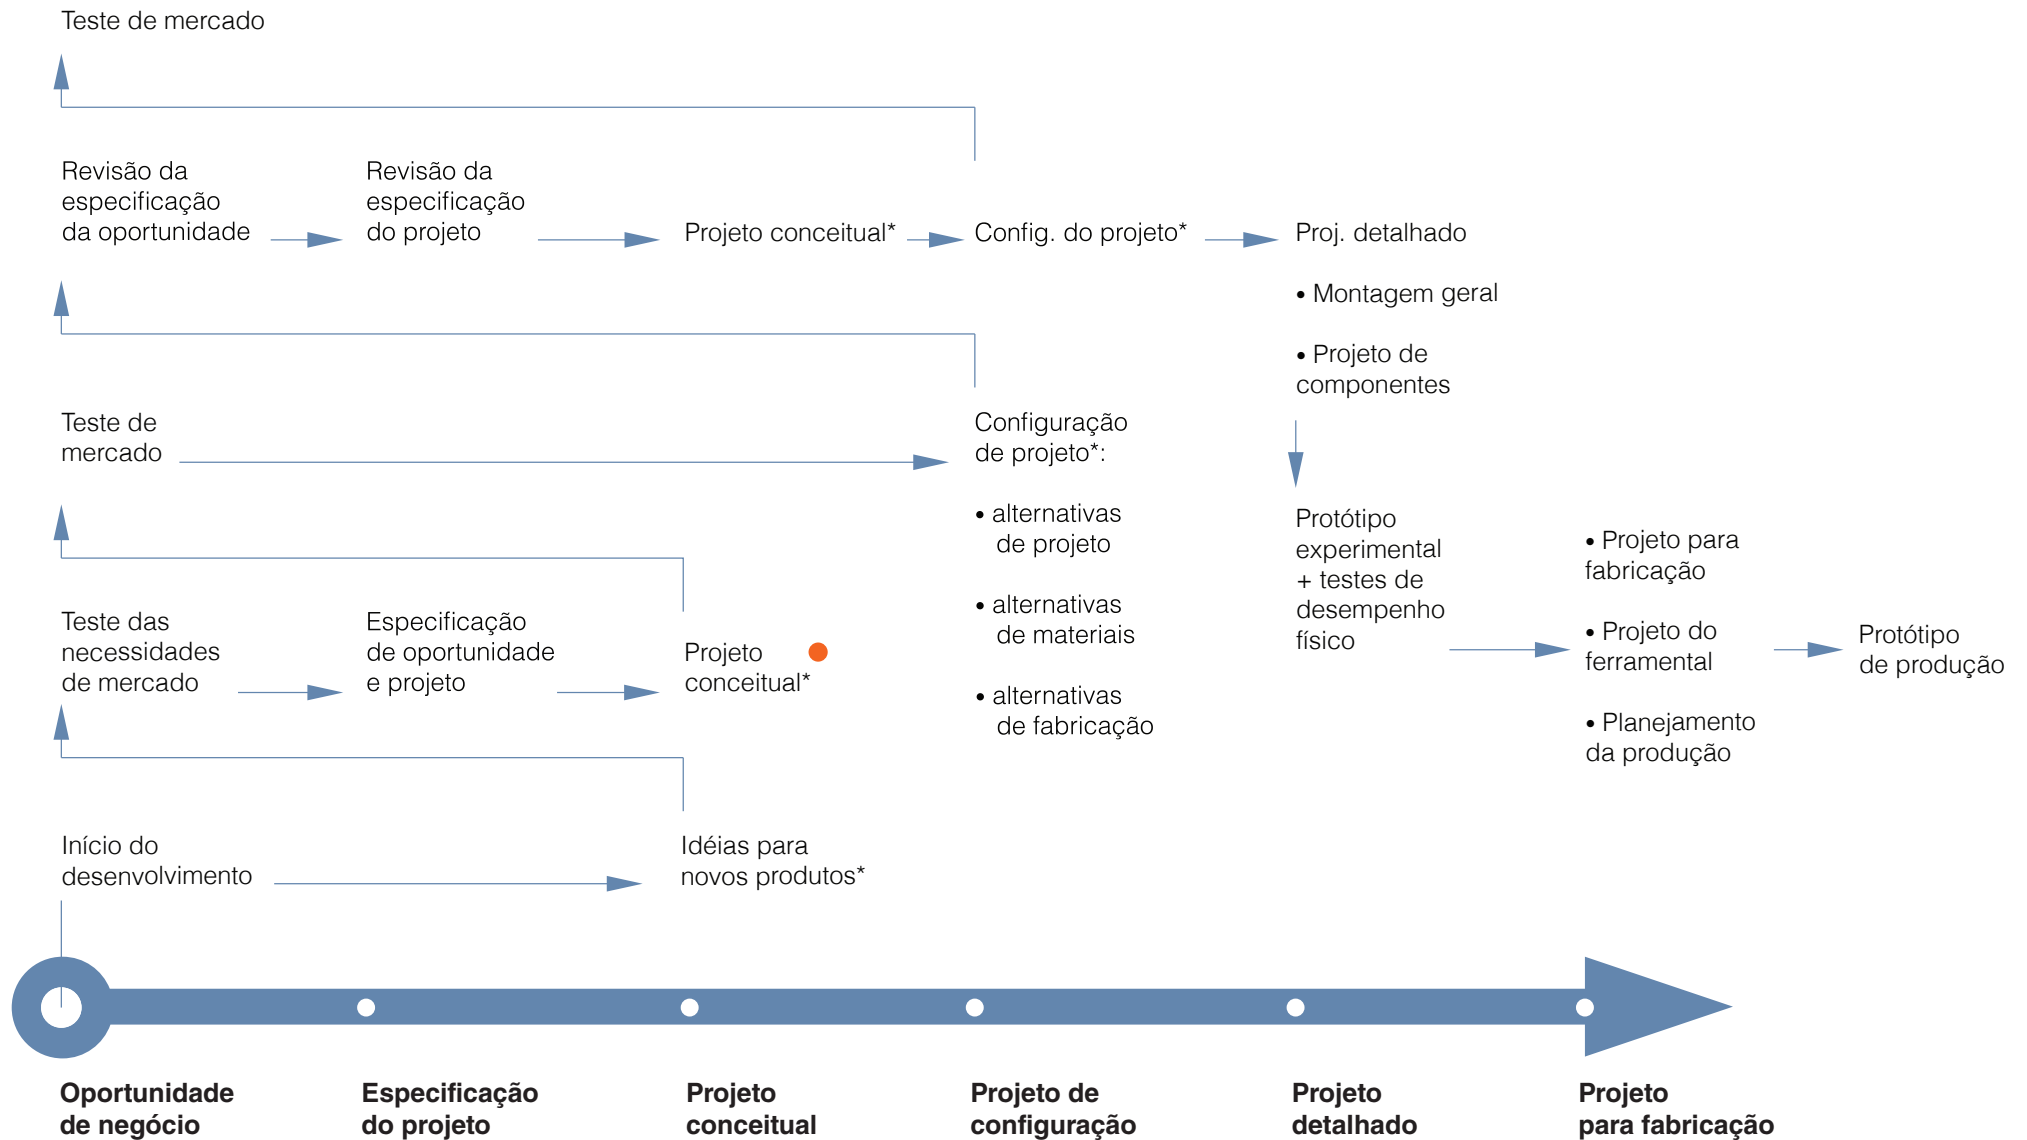 Teste de mercado
Revisão da
especificação
da oportunidade
Revisão da
especificação
do projeto
Projeto conceitual*
Config. do projeto*
Proj. detalhado
• Montagem geral
• Projeto de
componentes
Teste de
mercado
Configuração
de projeto*:
• alternativas
de projeto
• alternativas
de materiais
• alternativas
de fabricação
Protótipo
experimental
+ testes de
desempenho
físico
• Projeto para
fabricação
• Projeto do
ferramental
• Planejamento
da produção
Protótipo
de produção
Teste das
necessidades
de mercado
Especificação
de oportunidade
e projeto
Projeto
conceitual*
Início do
desenvolvimento
Idéias para
novos produtos*
Oportunidade
de negócio
Especificação
do projeto
Projeto
conceitual
Projeto de
configuração
Projeto
detalhado
Projeto
para fabricação